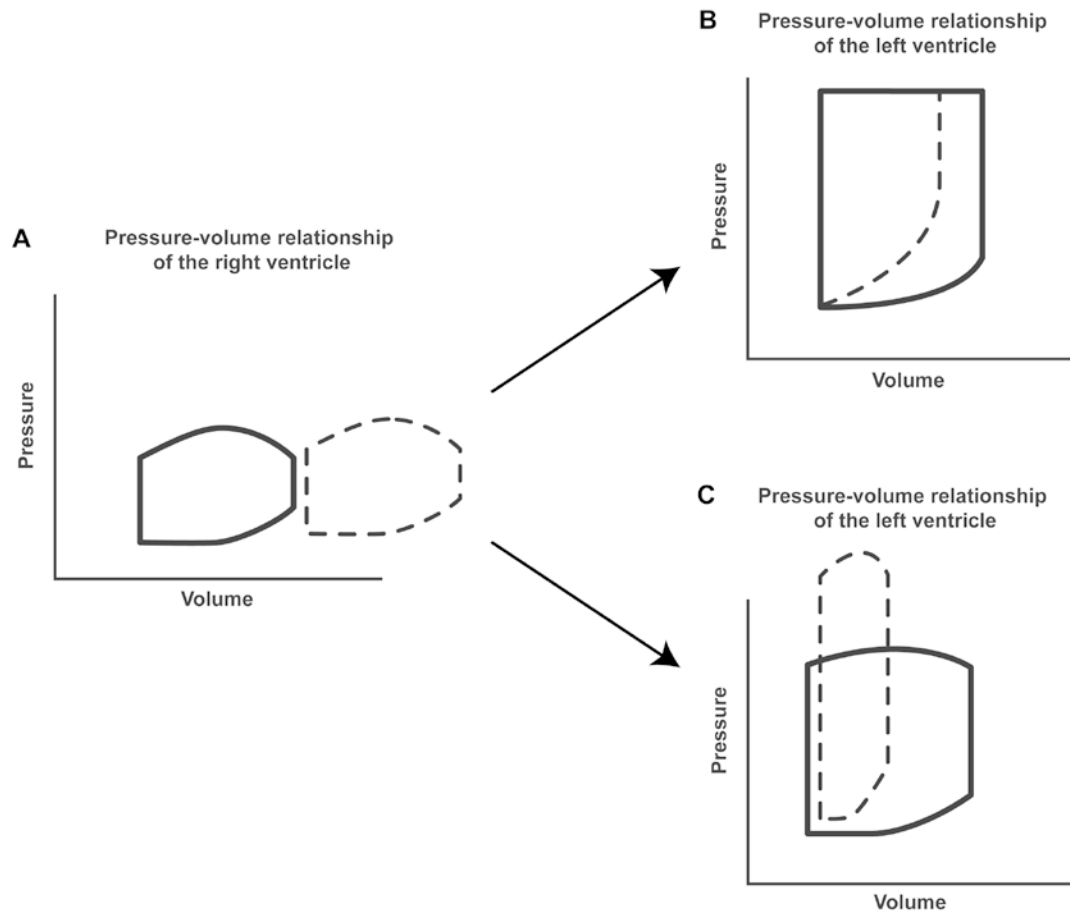 A
Pressure-volume relationship
of the right ventricle
Pressure
Volume
B
Pressure-volume relationship
of the left ventricle
Pressure
Volume
C
Pressure-volume relationship
of the left ventricle
Pressure
Volume